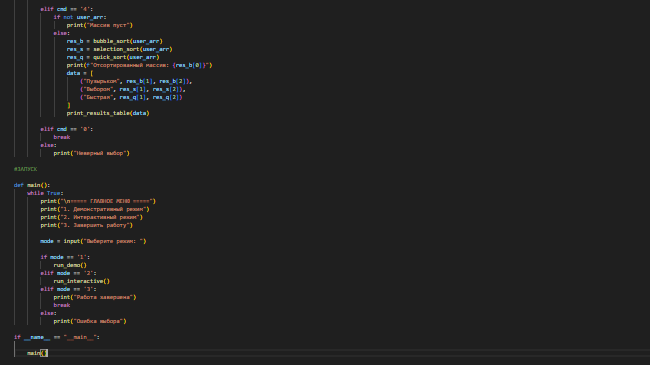 elif cmd == '4':
if not user_arr:
print("Массив пуст")
else:
res_b = bubble_sort(user_arr)
res_s = selection_sort(user_arr)
res_q = quick_sort(user_arr)
print(f"Отсортированный массив: {res_b[0]}")
data = [
("Пузырьком", res_b[1], res_b[2]),
("Выбором", res_s[1], res_s[2]),
("Быстрая", res_q[1], res_q[2])
]
print_results_table(data)
elif cmd == '0':
break
else:
print("Неверный выбор")
#ЗАПУСК
def main():
while True:
print("\n===== ГЛАВНОЕ МЕНЮ =====")
print("1. Демонстративный режим")
print("2. Интерактивный режим")
print("3. Завершить работу")
mode = input("Выберите режим: ")
if mode == '1':
run_demo()
elif mode == '2':
run_interactive()
elif mode == '3':
print("Работа завершена")
break
else:
print("Ошибка выбора")
if __name__ == "__main__":
main()